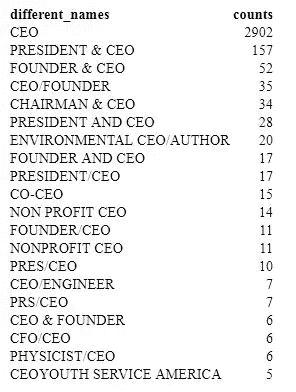 different_names counts
CEO 2902
PRESIDENT & CEO 157
FOUNDER & CEO 52
CEO/FOUNDER 35
CHAIRMAN & CEO 34
PRESIDENT AND CEO 28
ENVIRONMENTAL CEO/AUTHOR 20
FOUNDER AND CEO 17
PRESIDENT/CEO 17
CO-CEO 15
NON PROFIT CEO 14
FOUNDER/CEO 11
NONPROFIT CEO 11
PRES/CEO 10
CEO/ENGINEER 7
PRS/CEO 7
CEO & FOUNDER 6
CFO/CEO 6
PHYSICIST/CEO 6
CEOYOUTH SERVICE AMERICA 5